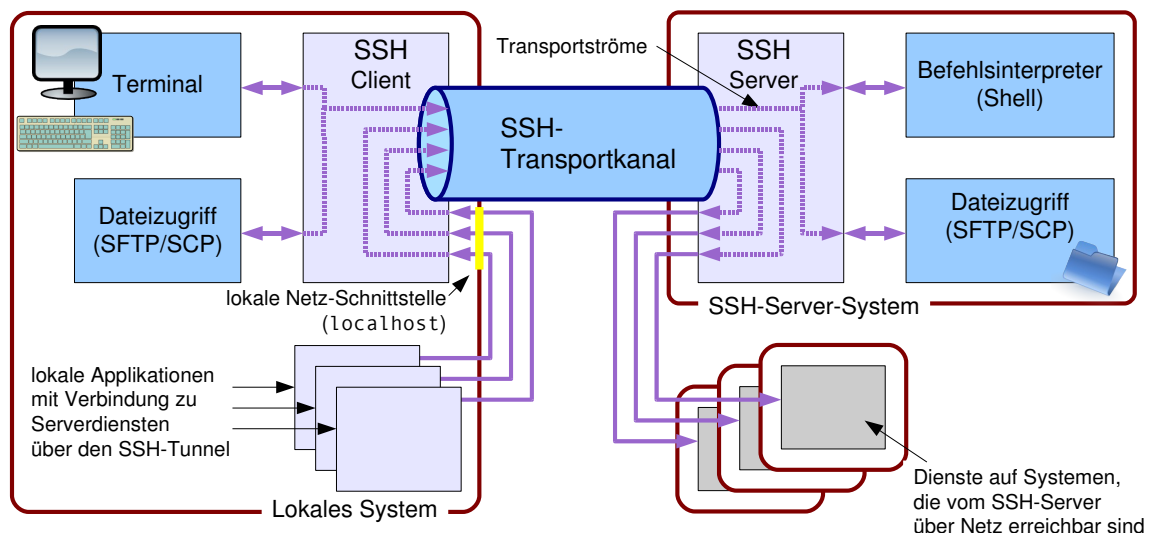 Terminal
SSH
Client
Transportströme
SSH
Server
Befehlsinterpreter
(Shell)
SSH-
Transportkanal
Dateizugriff
(SFTP/SCP)
Dateizugriff
(SFTP/SCP)
lokale Netz-Schnittstelle
(localhost)
SSH-Server-System
lokale Applikationen
mit Verbindung zu
Serverdiensten
über den SSH-Tunnel
Lokales System
Dienste auf Systemen,
die vom SSH-Server
über Netz erreichbar sind